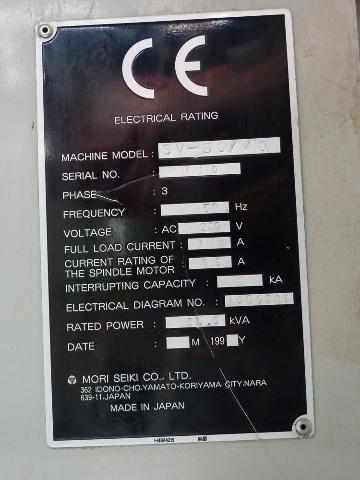 CE
ELECTRICAL RATING
MACHINE MODEL :
SERIAL NO. :
PHASE : 3
FREQUENCY : 50 Hz
VOLTAGE : AC 200 V
FULL LOAD CURRENT : A
CURRENT RATING OF THE SPINDLE MOTOR : A
INTERRUPTING CAPACITY : kA
ELECTRICAL DIAGRAM NO. :
RATED POWER : kVA
DATE : M 199 Y
MORI SEIKI CO., LTD.
362 IDONO-CHO,YAMATO-KORIYAMA CITY,NARA
639-11,JAPAN
MADE IN JAPAN